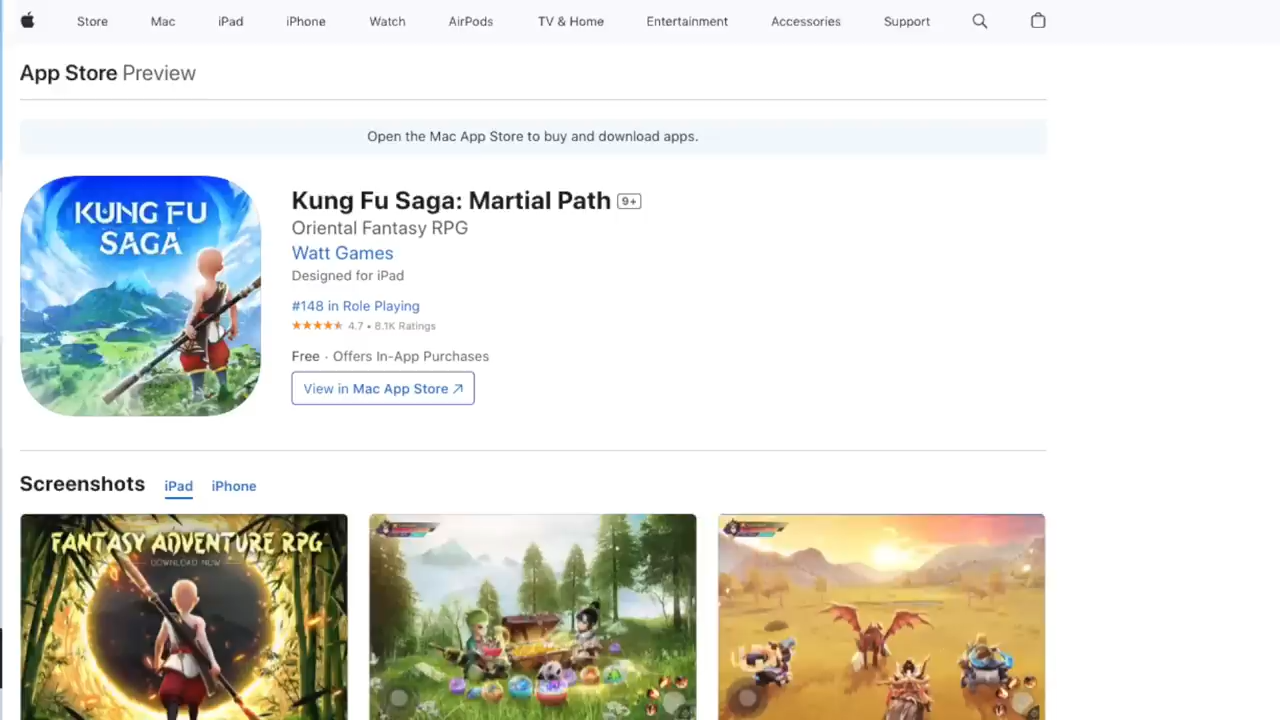 Store Mac iPad iPhone Watch AirPods TV & Home Entertainment Accessories Support
App Store Preview
Open the Mac App Store to buy and download apps.
KUNG FU
SAGA
Kung Fu Saga: Martial Path 9+
Oriental Fantasy RPG
Watt Games
Designed for iPad
#148 in Role Playing
4.7 • 8.1K Ratings
Free · Offers In-App Purchases
View in Mac App Store ↗
Screenshots iPad iPhone
FANTASY ADVENTURE RPG
DOWNLOAD NOW